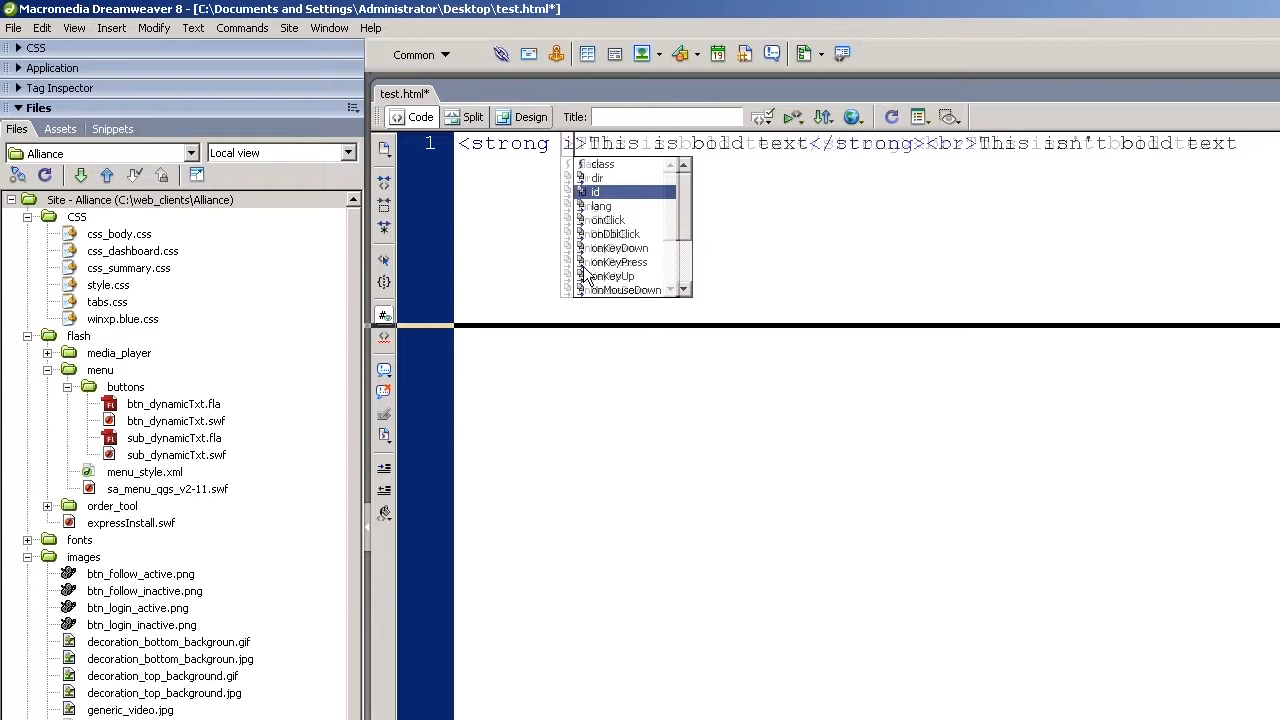 Macromedia Dreamweaver 8 - [C:\Documents and Settings\Administrator\Desktop\test.html*]
File Edit View Insert Modify Text Commands Site Window Help
CSS
Application
Tag Inspector
Files
Files Assets Snippets
Alliance Local view
Site - Alliance (C:\web_clients\Alliance)
CSS
css_body.css
css_dashboard.css
css_summary.css
style.css
tabs.css
winxp.blue.css
flash
media_player
menu
buttons
btn_dynamicTxt.fla
btn_dynamicTxt.swf
sub_dynamicTxt.fla
sub_dynamicTxt.swf
menu_style.xml
sa_menu_qgs_v2-11.swf
order_tool
expressInstall.swf
fonts
images
btn_follow_active.png
btn_follow_inactive.png
btn_login_active.png
btn_login_inactive.png
decoration_bottom_backgroun.gif
decoration_bottom_backgroun.jpg
decoration_top_background.gif
decoration_top_background.jpg
generic_video.jpg
Common
19
test.html*
Code Split Design Title:
1 <strong i>This is bold text</strong><br>This isn't bold text
class
dir
id
lang
onClick
onDblClick
onKeyDown
onKeyPress
onKeyUp
onMouseDown